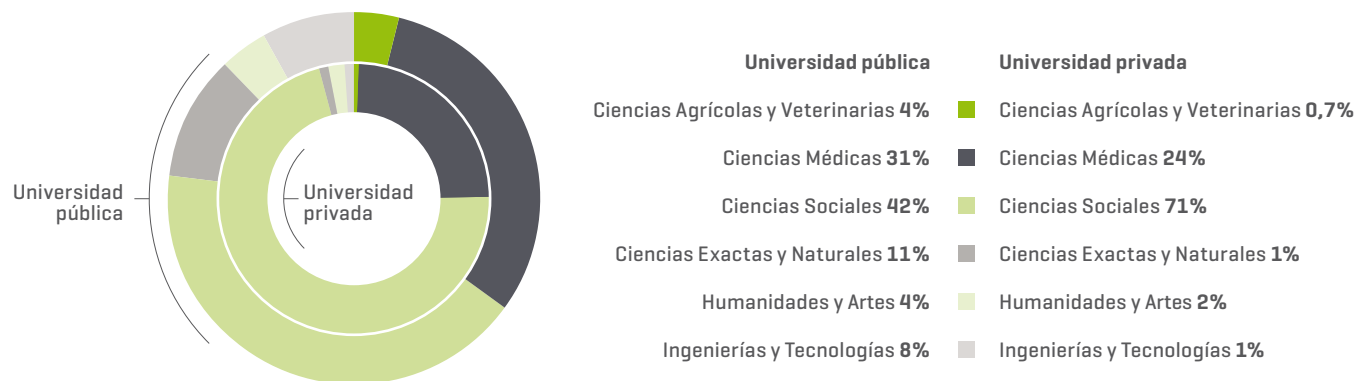 Universidad
pública
Universidad
privada
Universidad pública Universidad privada
Ciencias Agrícolas y Veterinarias 4% Ciencias Agrícolas y Veterinarias 0,7%
Ciencias Médicas 31% Ciencias Médicas 24%
Ciencias Sociales 42% Ciencias Sociales 71%
Ciencias Exactas y Naturales 11% Ciencias Exactas y Naturales 1%
Humanidades y Artes 4% Humanidades y Artes 2%
Ingenierías y Tecnologías 8% Ingenierías y Tecnologías 1%